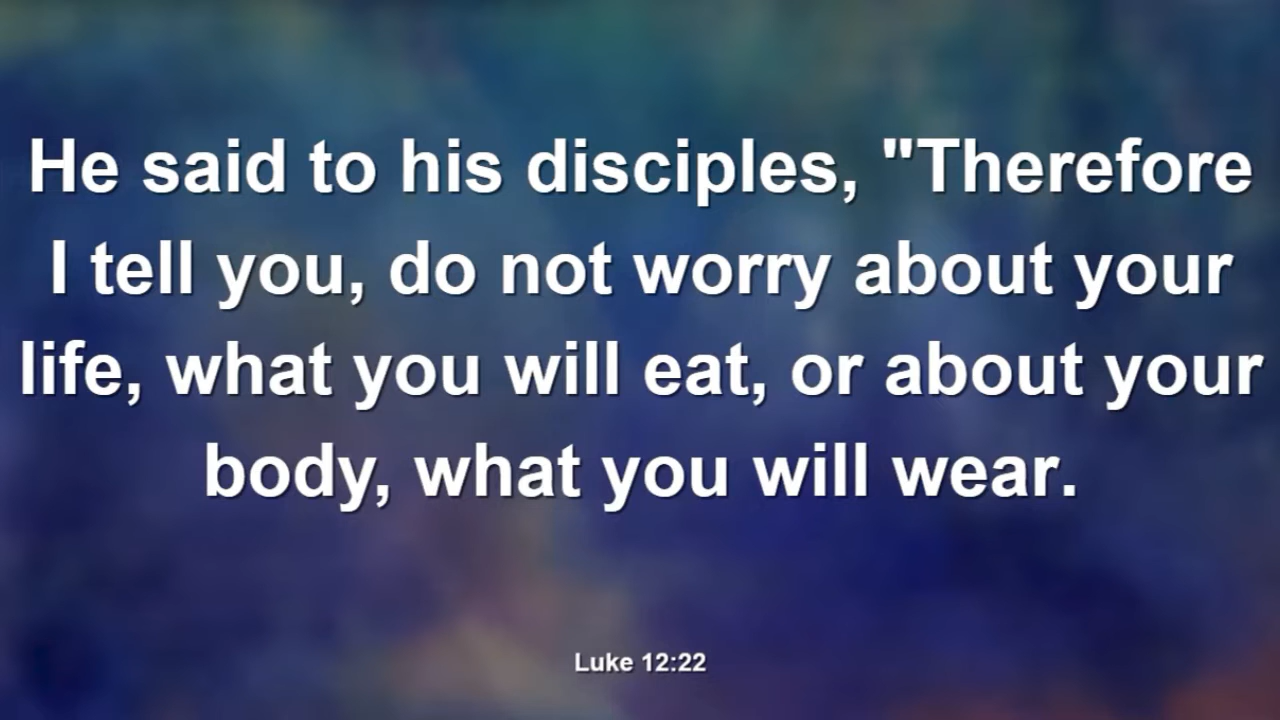 He said to his disciples, "Therefore
I tell you, do not worry about your
life, what you will eat, or about your
body, what you will wear.
Luke 12:22